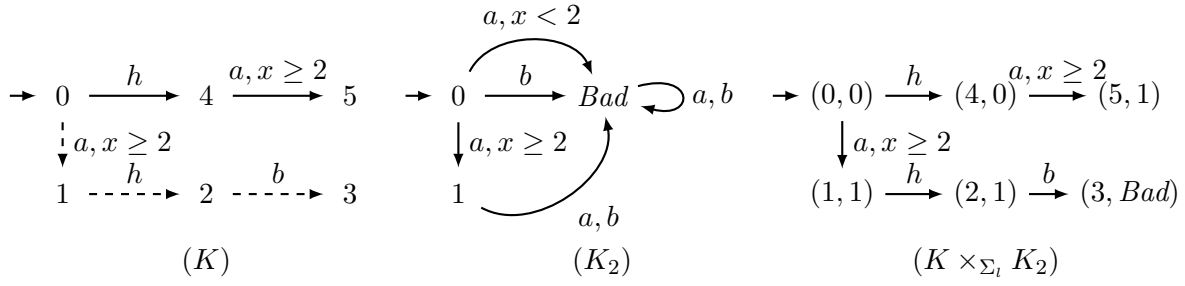 a, x < 2
h
a, x ≥ 2
b
h
a, x ≥ 2
0
4
5
0
Bad
a, b
(0, 0)
(4, 0)
(5, 1)
a, x ≥ 2
a, x ≥ 2
a, x ≥ 2
h
b
h
b
1
2
3
1
(1, 1)
(2, 1)
(3, Bad)
a, b
(K)
(K₂)
(K ×_{Σ_l} K₂)